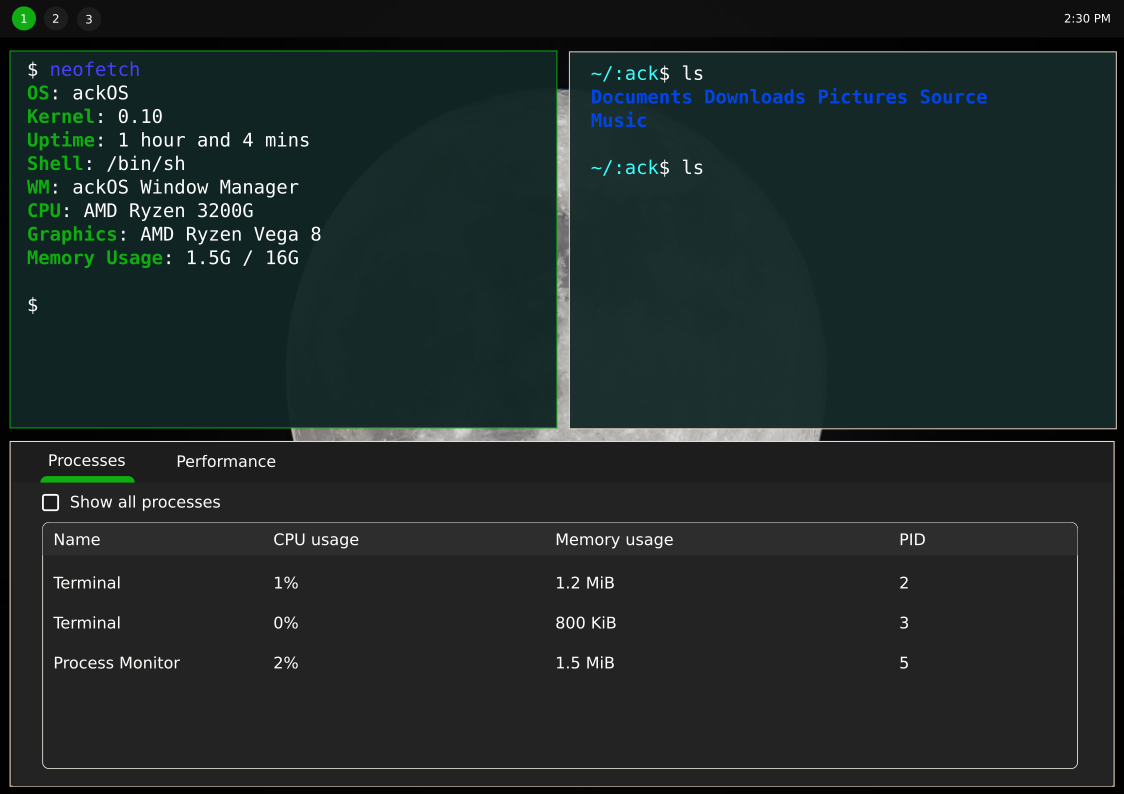 1 2 3 2:30 PM
$ neofetch
OS: ackOS
Kernel: 0.10
Uptime: 1 hour and 4 mins
Shell: /bin/sh
WM: ackOS Window Manager
CPU: AMD Ryzen 3200G
Graphics: AMD Ryzen Vega 8
Memory Usage: 1.5G / 16G
$
~/:ack$ ls
Documents Downloads Pictures Source
Music
~/:ack$ ls
Processes Performance
Show all processes
Name CPU usage Memory usage PID
Terminal 1% 1.2 MiB 2
Terminal 0% 800 KiB 3
Process Monitor 2% 1.5 MiB 5